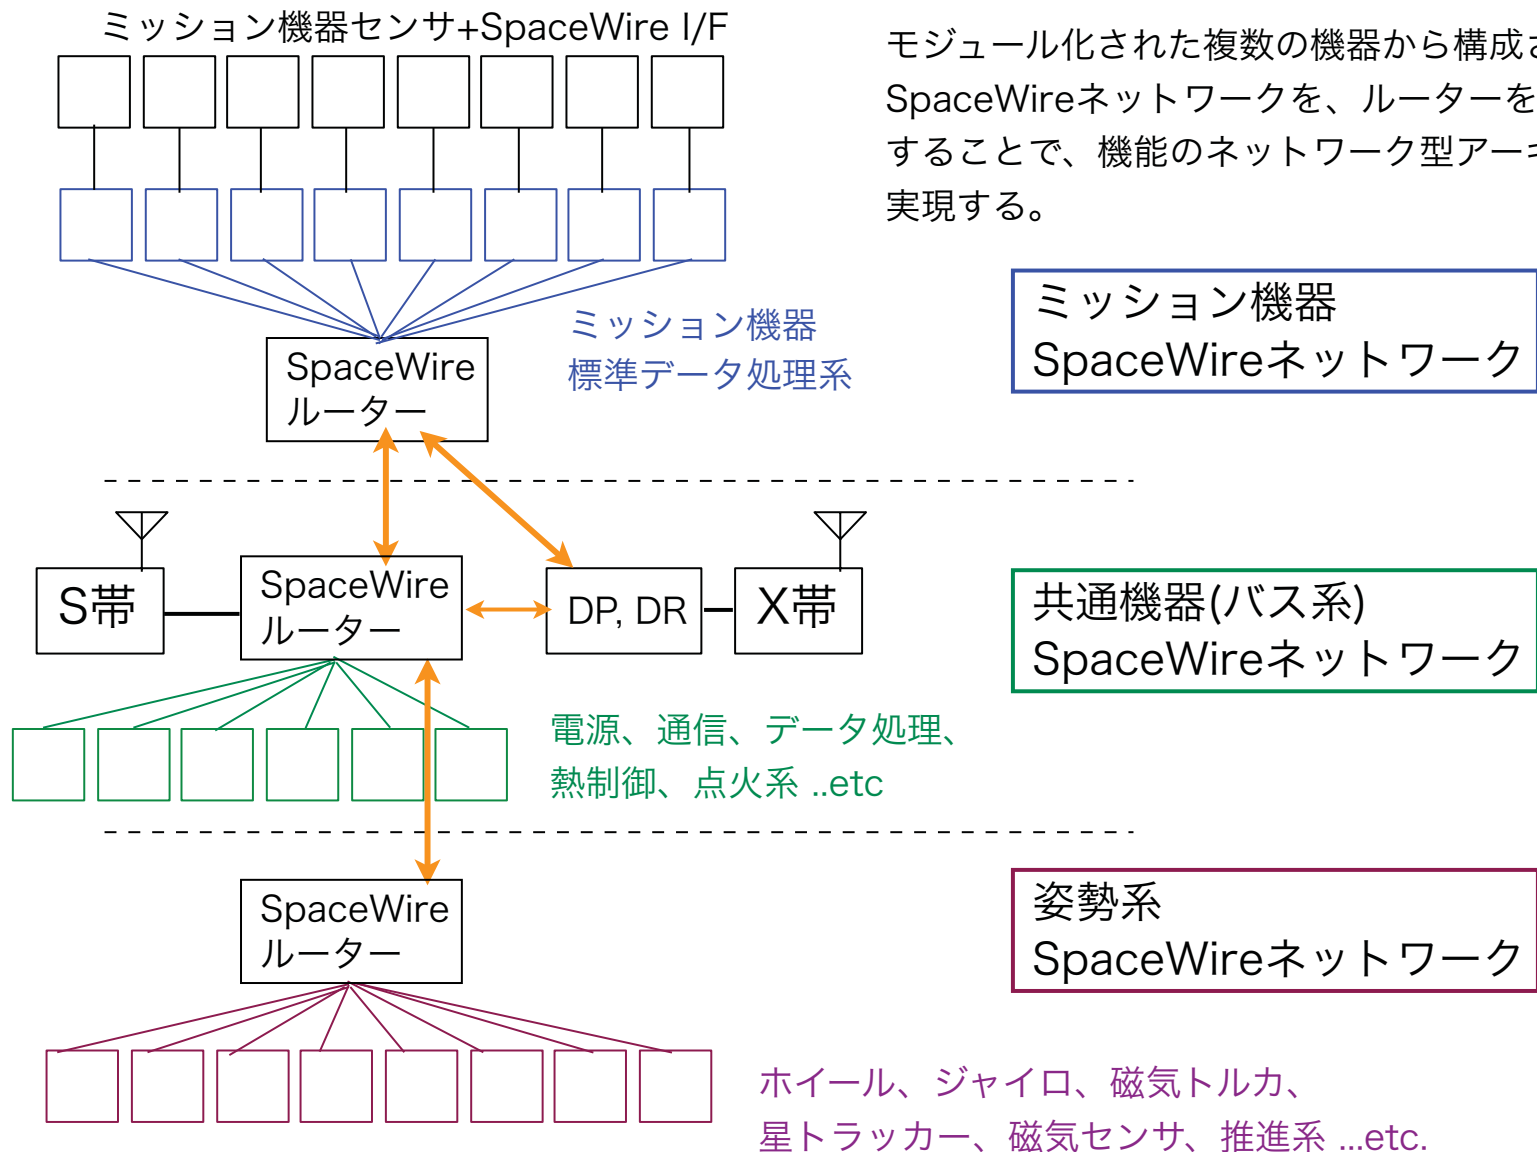 ミッション機器センサ+SpaceWire I/F
モジュール化された複数の機器から構成
SpaceWireネットワークを、ルーターを
することで、機能のネットワーク型アー
実現する。
ミッション機器
標準データ処理系
ミッション機器
SpaceWireネットワーク
SpaceWire
ルーター
S帯
SpaceWire
ルーター
DP, DR
X帯
共通機器(バス系)
SpaceWireネットワーク
電源、通信、データ処理、
熱制御、点火系 ..etc
SpaceWire
ルーター
姿勢系
SpaceWireネットワーク
ホイール、ジャイロ、磁気トルカ、
星トラッカー、磁気センサ、推進系 ...etc.